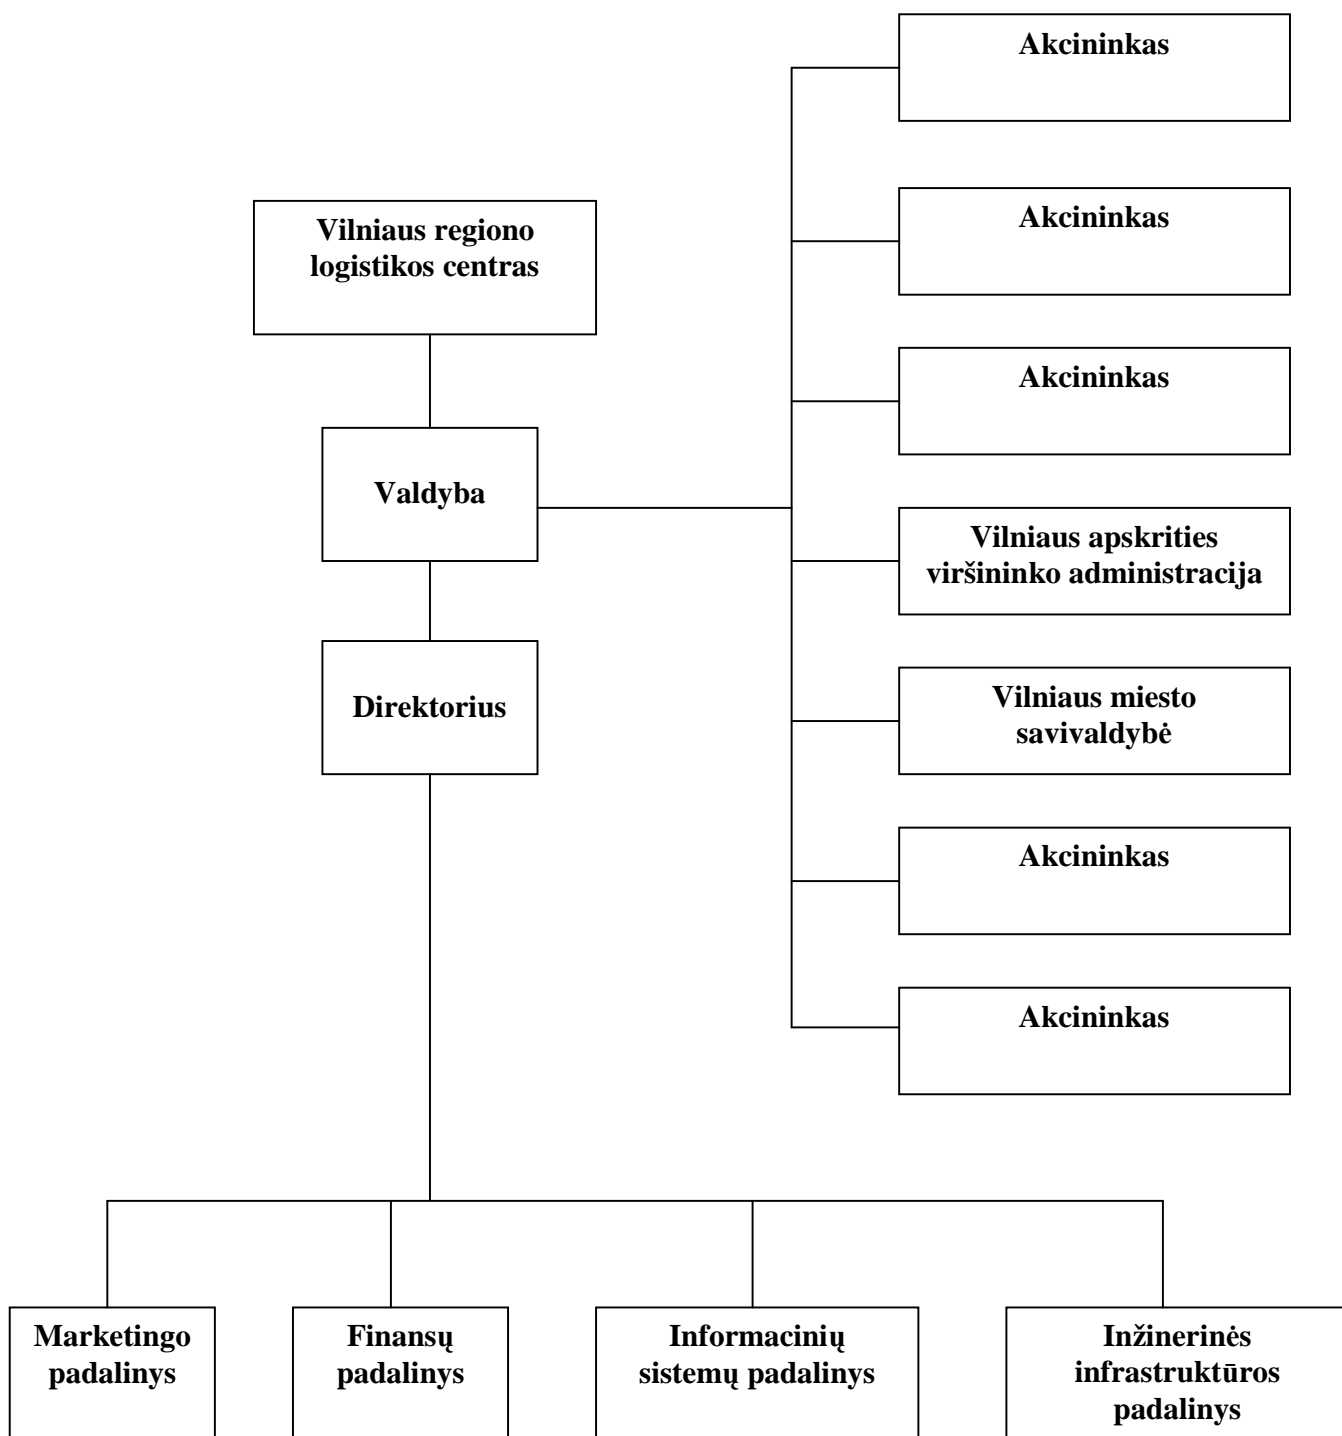 Akcininkas
Akcininkas
Vilniaus regiono
logistikos centras
Akcininkas
Valdyba
Vilniaus apskrities
viršininko administracija
Direktorius
Vilniaus miesto
savivaldybė
Akcininkas
Akcininkas
Marketingo
padalinys
Finansų
padalinys
Informacinių
sistemų padalinys
Inžinerinės
infrastruktūros
padalinys